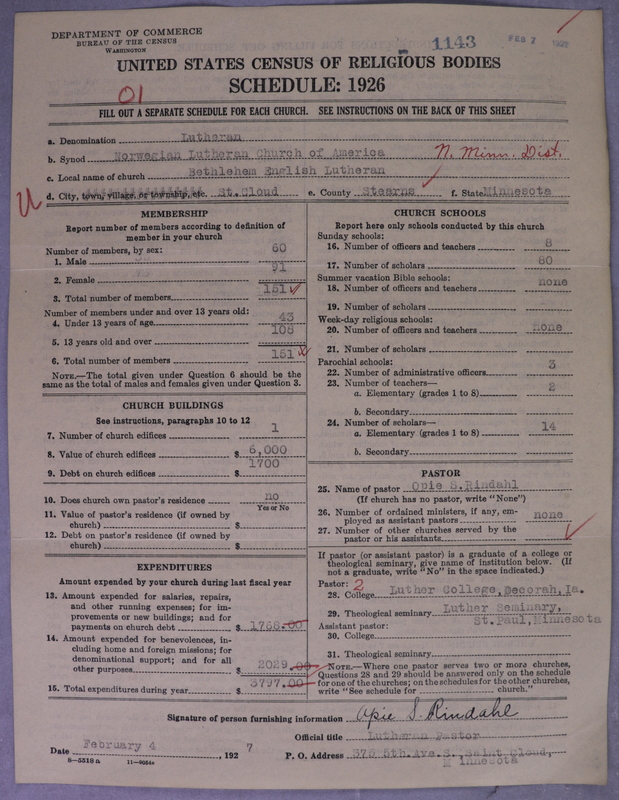 DEPARTMENT OF COMMERCE
BUREAU OF THE CENSUS
WASHINGTON
1143
FEB 7
UNITED STATES CENSUS OF RELIGIOUS BODIES
SCHEDULE: 1926
01
FILL OUT A SEPARATE SCHEDULE FOR EACH CHURCH. SEE INSTRUCTIONS ON THE BACK OF THIS SHEET
a. Denomination Lutheran
b. Synod Norwegian Lutheran Church of America N. Minn. Dist.
c. Local name of church Bethlehem English Lutheran
U
d. City, town, village, or township, etc. St.Cloud e. County Stearns f. State Minnesota
MEMBERSHIP
Report number of members according to definition of
member in your church
Number of members, by sex:
1. Male 60
2. Female 91
3. Total number of members 151
Number of members under and over 13 years old:
4. Under 13 years of age 43
5. 13 years old and over 108
6. Total number of members 151
NOTE.—The total given under Question 6 should be
same as the total of males and females given under Question 3.
CHURCH BUILDINGS
See instructions, paragraphs 10 to 12
7. Number of church edifices 1
8. Value of church edifices $ 6,000
9. Debt on church edifices $ 1700
10. Does church own pastor's residence no
Yes or No
11. Value of pastor's residence (if owned by
church) $
12. Debt on pastor's residence (if owned by
church) $
EXPENDITURES
Amount expended by your church during last fiscal year
13. Amount expended for salaries, repairs,
and other running expenses; for im-
provements or new buildings; and for
payments on church debt $ 1768.00
14. Amount expended for benevolences, in-
cluding home and foreign missions; for
denominational support; and for all
other purposes $ 2029.00
15. Total expenditures during year $ 3797.00
CHURCH SCHOOLS
Report here only schools conducted by this church
Sunday schools:
16. Number of officers and teachers 8
17. Number of scholars 80
Summer vacation Bible schools:
18. Number of officers and teachers none
19. Number of scholars
Week-day religious schools:
20. Number of officers and teachers none
21. Number of scholars
Parochial schools:
22. Number of administrative officers 3
23. Number of teachers—
a. Elementary (grades 1 to 8) 2
b. Secondary
24. Number of scholars—
a. Elementary (grades 1 to 8) 14
b. Secondary
PASTOR
25. Name of pastor Opie S.Rindahl
(If church has no pastor, write "None")
26. Number of ordained ministers, if any, em-
ployed as assistant pastors none
27. Number of other churches served by the
pastor or his assistants
If pastor (or assistant pastor) is a graduate of a college or
theological seminary, give name of institution below. (If
not a graduate, write "No" in the space indicated.)
Pastor: 2
28. College Luther College,Decorah,Ia.
29. Theological seminary Luther Seminary,
St.Paul,Minnesota
Assistant pastor:
30. College
31. Theological seminary
NOTE.—Where one pastor serves two or more churches,
Questions 28 and 29 should be answered only on the schedule
for one of the churches; on the schedules for the other churches,
write "See schedule for church."
Signature of person furnishing information Opie S. Rindahl
Official title Lutheran Pastor
Date February 4, 1927 P. O. Address 375 5th.Ave.S., Saint Cloud,
Minnesota
8—5518 a